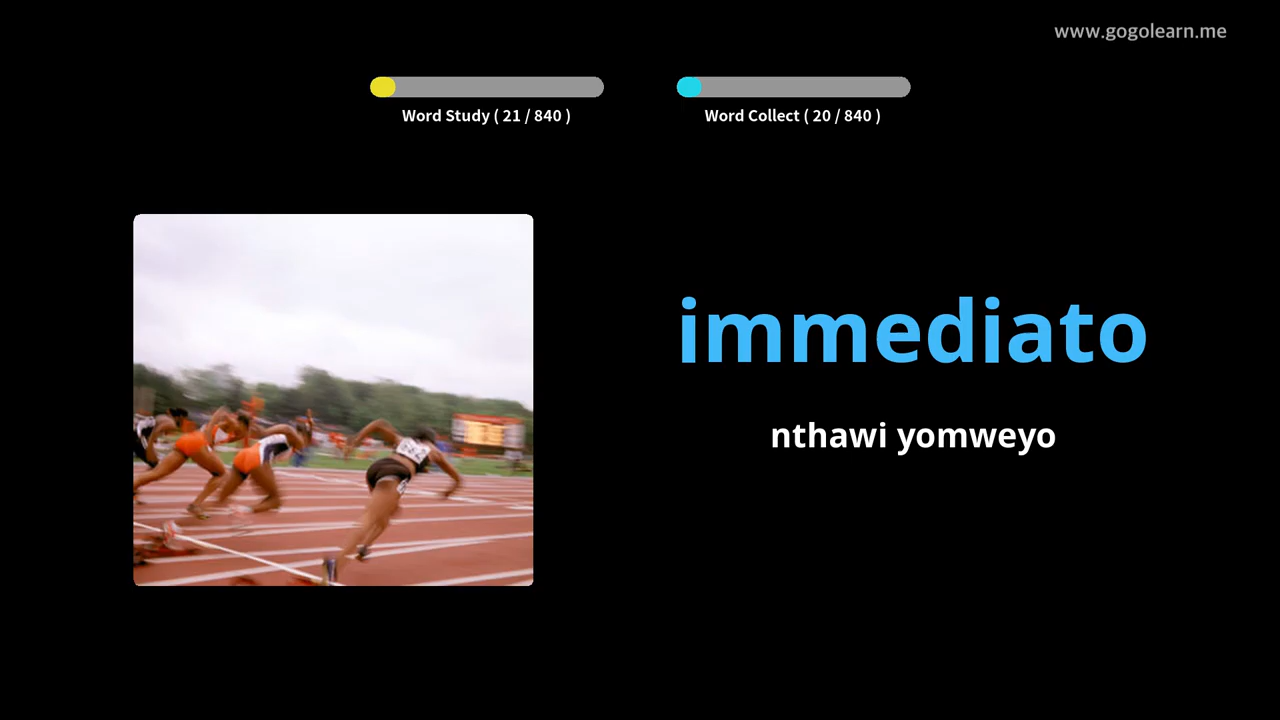 www.gogolearn.me
Word Study ( 21 / 840 )
Word Collect ( 20 / 840 )
immediato
nthawi yomweyo